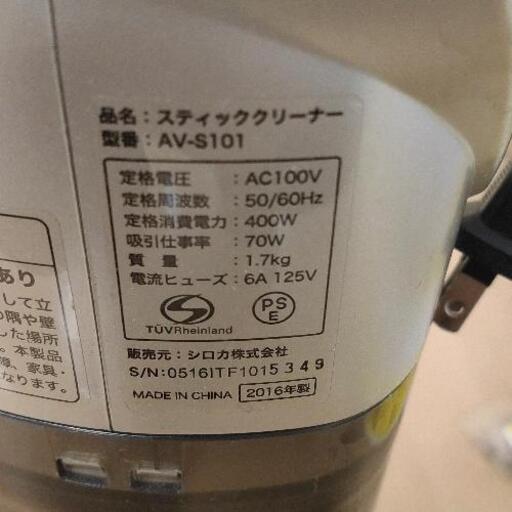 品名：スティッククリーナー
型番：AV-S101
定格電圧 ：AC100V
定格周波数 ：50/60Hz
定格消費電力：400W
吸引仕事率 ：70W
質量 ：1.7kg
電流ヒューズ：6A 125V
TÜVRheinland
PS
E
販売元：シロカ株式会社
S/N:0516ITF1015349
MADE IN CHINA 2016年製
あり
して立
の隅や壁
した場所
。本製品
家具・
なります。